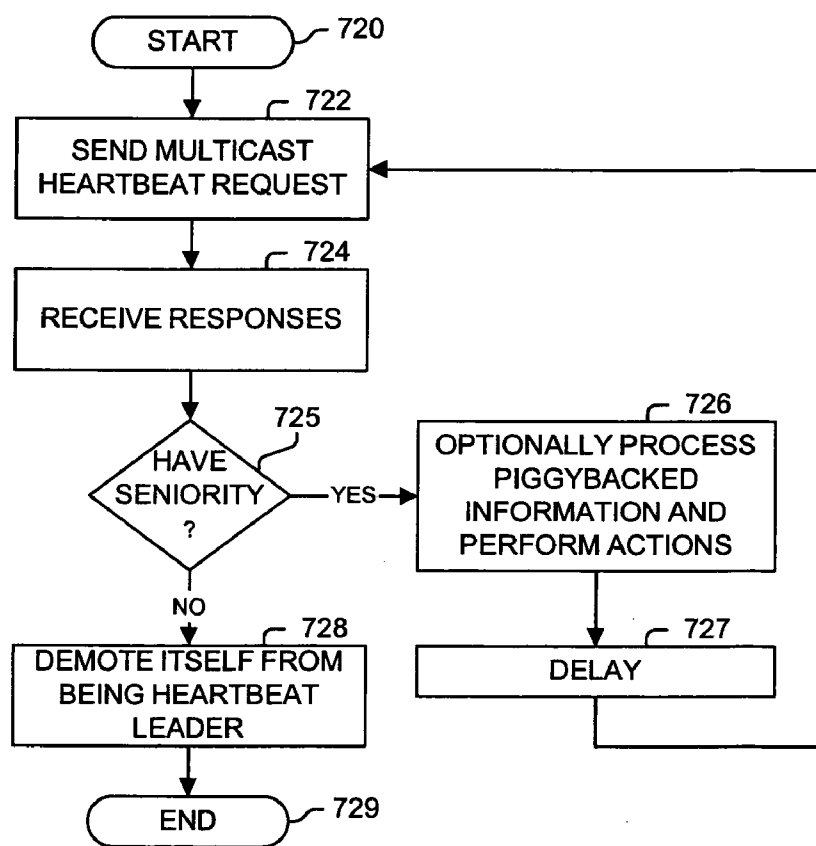 START
720
722
SEND MULTICAST
HEARTBEAT REQUEST
724
RECEIVE RESPONSES
725
HAVE
SENIORITY
?
YES
726
OPTIONALLY PROCESS
PIGGYBACKED
INFORMATION AND
PERFORM ACTIONS
727
DELAY
NO
728
DEMOTE ITSELF FROM
BEING HEARTBEAT
LEADER
END
729